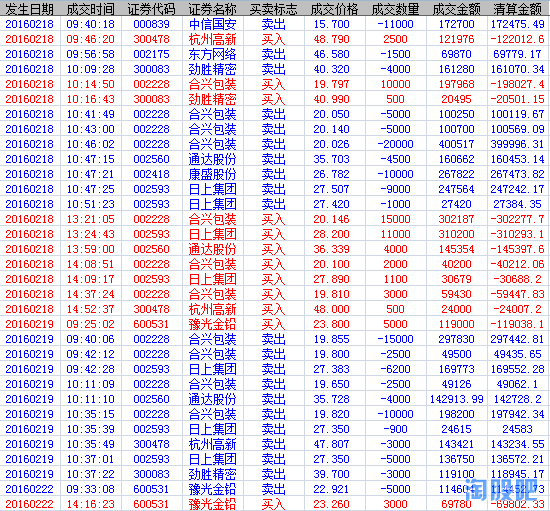 发生日期 成交时间 证券代码 证券名称 买卖标志 成交价格 成交数量 成交金额 清算金额
20160218 09:40:18 000839 中信国安 卖出 15.700 -11000 172700 172475.49
20160218 09:46:20 300478 杭州高新 买入 48.790 2500 121976 -122012.6
20160218 09:56:58 002175 东方网络 卖出 46.580 -1500 69870 69779.17
20160218 10:09:28 300083 劲胜精密 卖出 40.320 -4000 161280 161070.34
20160218 10:14:50 002228 合兴包装 买入 19.797 10000 197968 -198027.4
20160218 10:16:43 300083 劲胜精密 买入 40.990 500 20495 -20501.15
20160218 10:41:49 002228 合兴包装 卖出 20.050 -5000 100250 100119.67
20160218 10:43:00 002228 合兴包装 卖出 20.140 -5000 100700 100569.09
20160218 10:46:02 002228 合兴包装 卖出 20.026 -20000 400517 399996.31
20160218 10:47:15 002560 通达股份 卖出 35.703 -4500 160662 160453.14
20160218 10:47:21 002418 康盛股份 卖出 26.782 -10000 267822 267473.82
20160218 10:47:25 002593 日上集团 卖出 27.507 -9000 247564 247242.17
20160218 10:51:23 002593 日上集团 卖出 27.420 -1000 27420 27384.35
20160218 13:21:05 002228 合兴包装 买入 20.146 15000 302187 -302277.7
20160218 13:24:43 002593 日上集团 买入 28.200 11000 310200 -310293.1
20160218 13:59:00 002560 通达股份 买入 36.339 4000 145354 -145397.6
20160218 14:08:51 002228 合兴包装 买入 20.100 2000 40200 -40212.06
20160218 14:09:17 002593 日上集团 买入 27.890 1100 30679 -30688.2
20160218 14:37:24 002228 合兴包装 买入 19.810 3000 59430 -59447.83
20160218 14:52:37 300478 杭州高新 买入 48.000 500 24000 -24007.2
20160219 09:25:02 600531 豫光金铅 买入 23.800 5000 119000 -119038.1
20160219 09:40:06 002228 合兴包装 卖出 19.855 -15000 297830 297442.81
20160219 09:42:12 002228 合兴包装 卖出 19.800 -2500 49500 49435.65
20160219 09:42:28 002593 日上集团 卖出 27.383 -6200 169773 169552.28
20160219 10:11:09 002228 合兴包装 卖出 19.650 -2500 49126 49062.1
20160219 10:11:10 002560 通达股份 卖出 35.728 -4000 142913.99 142728.2
20160219 10:35:15 002228 合兴包装 卖出 19.820 -10000 198200 197942.34
20160219 10:35:39 002593 日上集团 卖出 27.350 -900 24615 24583
20160219 10:35:49 300478 杭州高新 卖出 47.807 -3000 143421 143234.55
20160219 10:37:01 002593 日上集团 卖出 27.350 -5000 136750 136572.21
20160219 10:37:22 300083 劲胜精密 卖出 39.700 -3000 119100 118945.17
20160222 09:33:08 600531 豫光金铅 卖出 22.921 -5000
20160222 14:16:23 600531 豫光金铅 买入 23.260 3000 69780 -69802.33
淘股吧